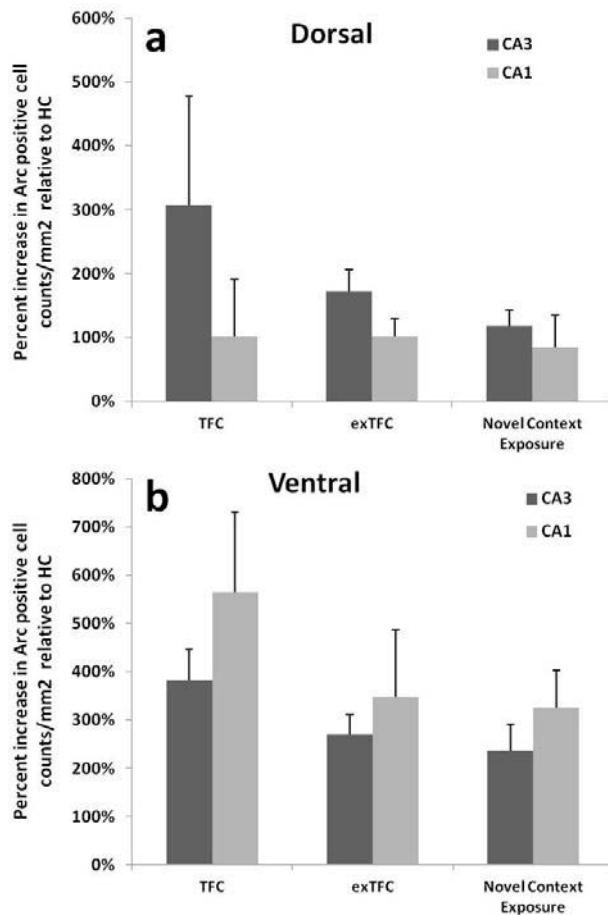 a
Dorsal
CA3
CA1
Percent increase in Arc positive cell
counts/mm2 relative to HC
600%
500%
400%
300%
200%
100%
0%
TFC
exTFC
Novel Context
Exposure
b
Ventral
CA3
CA1
Percent increase in Arc positive cell
counts/mm2 relative to HC
800%
700%
600%
500%
400%
300%
200%
100%
0%
TFC
exTFC
Novel Context
Exposure